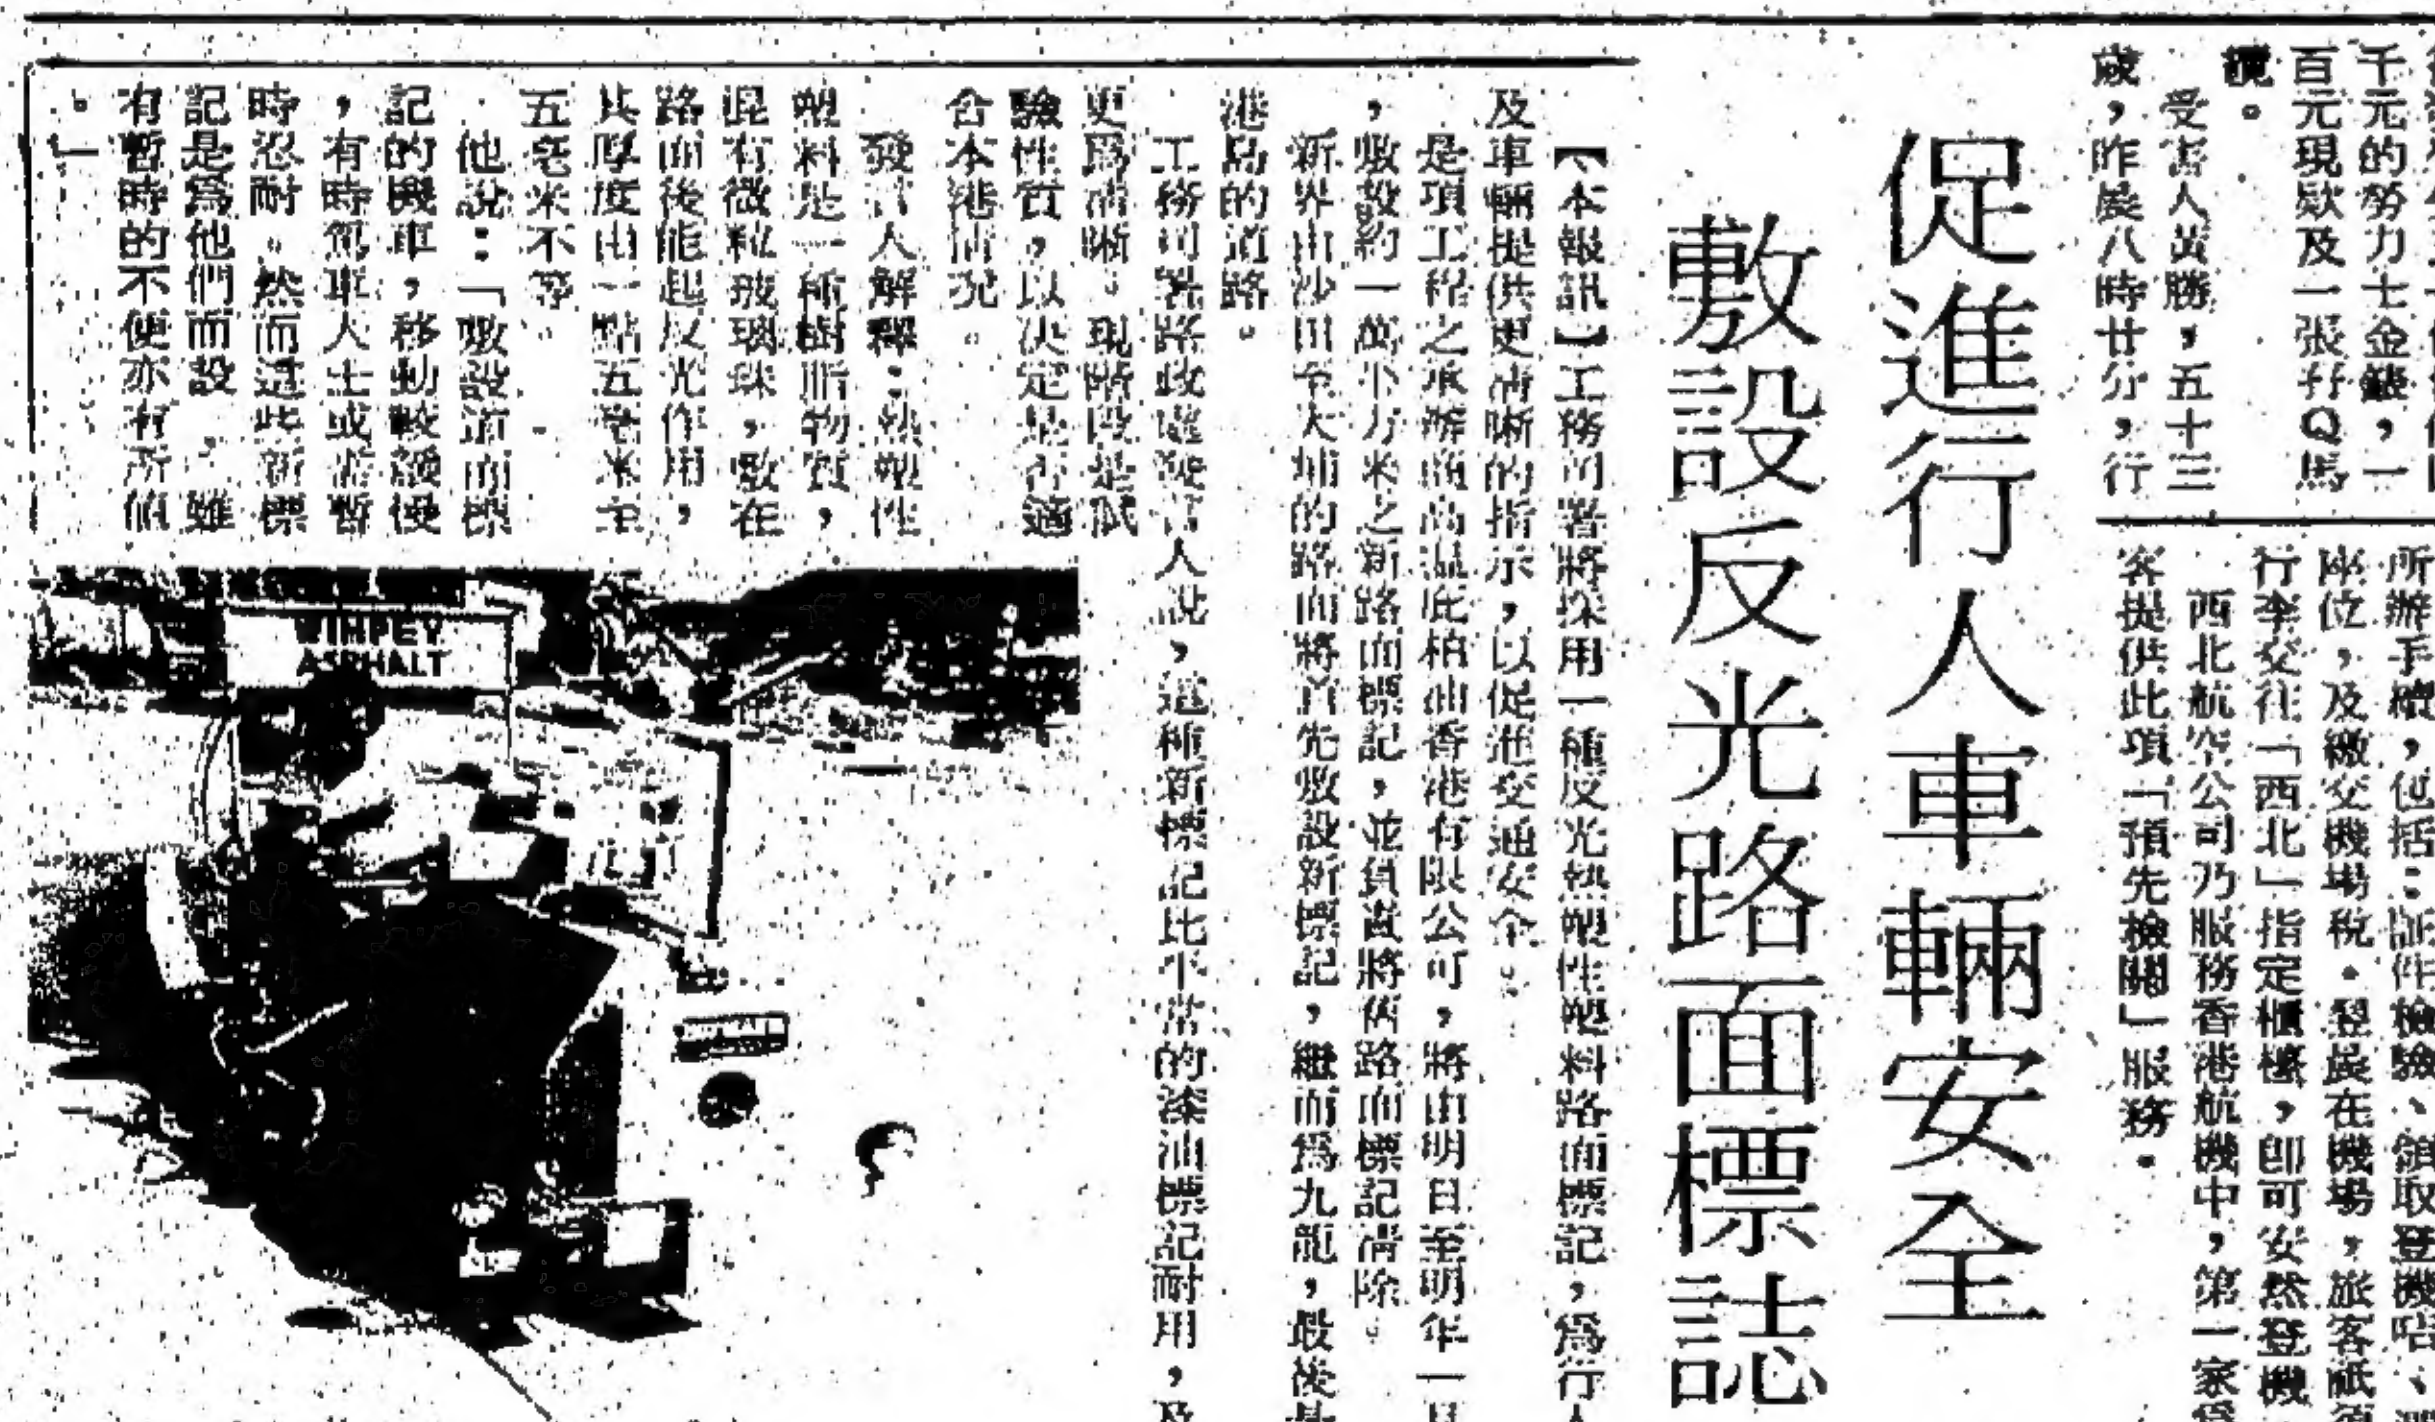 千元的勞力士金錶，一
百元現欵及一張孖Q馬
纜。
受害人黃勝，五十三
歲，昨晨八時廿分，行
所辦手續，包括：証件檢驗、領取登機咭、
座位，及繳交機場稅。翌晨在機場，旅客祇須
行李交往「西北」指定櫃檯，卽可安然登機
西北航空公司乃服務香港航機中，第一家爲
客提供此項「預先檢閱」服務。
促進行人車輛安全
敷設反光路面標誌
【本報訊】工務司署將採用一種反光熱塑性塑料路面標記，爲行人
及車輛提供更清晰的指示，以促進交通安全。
是項工程之承辦商高溫庇柏油香港有限公司，將由明日至明年一月
，敷設約一萬平方米之新路面標記，並負責將舊路面標記清除。
新界由沙田至大埔的路面將首先敷設新標記，繼而爲九龍，最後是
港島的道路。
工務司署路政處發言人說，這種新標記比平常的漆油標記耐用，及
更爲清晰。現階段是試
驗性質，以決定是否適
合本港情況。
發言人解釋：熱塑性
塑料是一種樹脂物質，
混有微粒玻璃珠，敷在
路面後能起反光作用，
其厚度由一點五毫米至
五毫米不等。
他說：「敷設路面標
記的機車，移動較緩慢
，有時駕車人士或需暫
時忍耐。然而這些新標
記是爲他們而設，雖
有暫時的不便亦有所值
。」
WIMPEY
ASPHALT